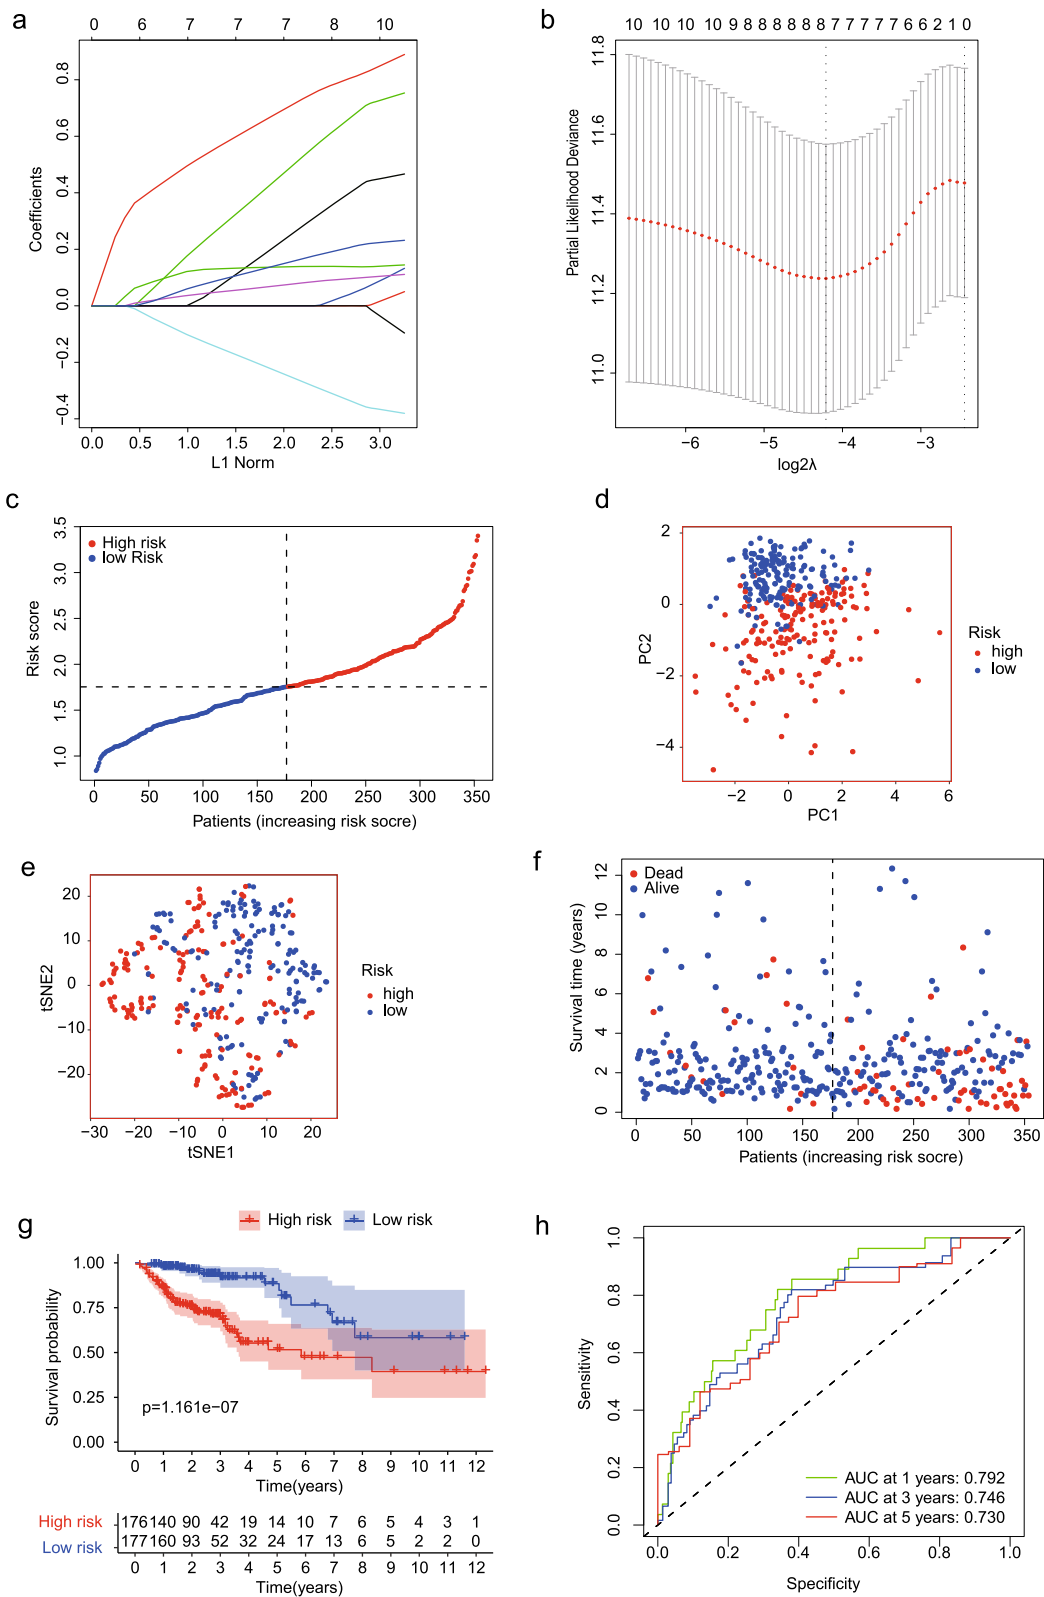 a
0 6 7 7 7 10
Coefficients
0.8
0.6
0.4
0.2
0.0
−0.2
−0.4
0.0 0.5 1.0 1.5 2.0 2.5 3.0
L1 Norm
b
10 10 10 10 9 8 8 8 8 8 7 7 7 7 7 6 2 1 0
Partial Likelihood Deviance
11.8
11.6
11.4
11.2
11.0
−6 −5 −4 −3
log2λ
c
High risk
low Risk
Risk score
3.5
3.0
2.5
2.0
1.5
1.0
0 50 100 150 200 250 300 350
Patients (increasing risk socre)
d
PC2
2
0
−2
−4
−2 0 2 4 6
PC1
Risk
high
low
e
tSNE2
20
10
0
−10
−20
−30 −20 −10 0 10 20
tSNE1
Risk
high
low
f
Dead
Alive
Survival time (years)
12
10
8
6
4
2
0
0 50 100 150 200 250 300 350
Patients (increasing risk socre)
g
High risk Low risk
Survival probability
1.00
0.75
0.50
0.25
0.00
p=1.161e−07
0 1 2 3 4 5 6 7 8 9 10 11 12
Time(years)
High risk 176 140 90 42 19 14 10 7 6 5 4 3 1
Low risk 177 160 93 52 32 24 17 13 6 5 2 2 0
0 1 2 3 4 5 6 7 8 9 10 11 12
Time(years)
h
Sensitivity
1.0
0.8
0.6
0.4
0.2
0.0
AUC at 1 years: 0.792
AUC at 3 years: 0.746
AUC at 5 years: 0.730
0.0 0.2 0.4 0.6 0.8 1.0
Specificity